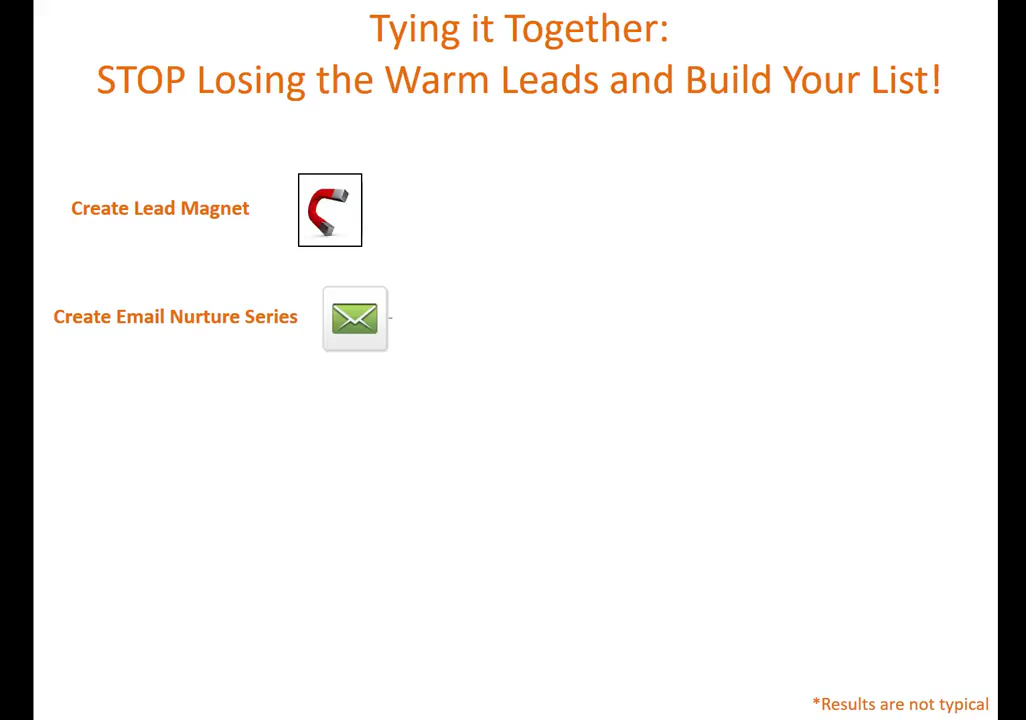 Tying it Together:
STOP Losing the Warm Leads and Build Your List!
Create Lead Magnet
Create Email Nurture Series
*Results are not typical